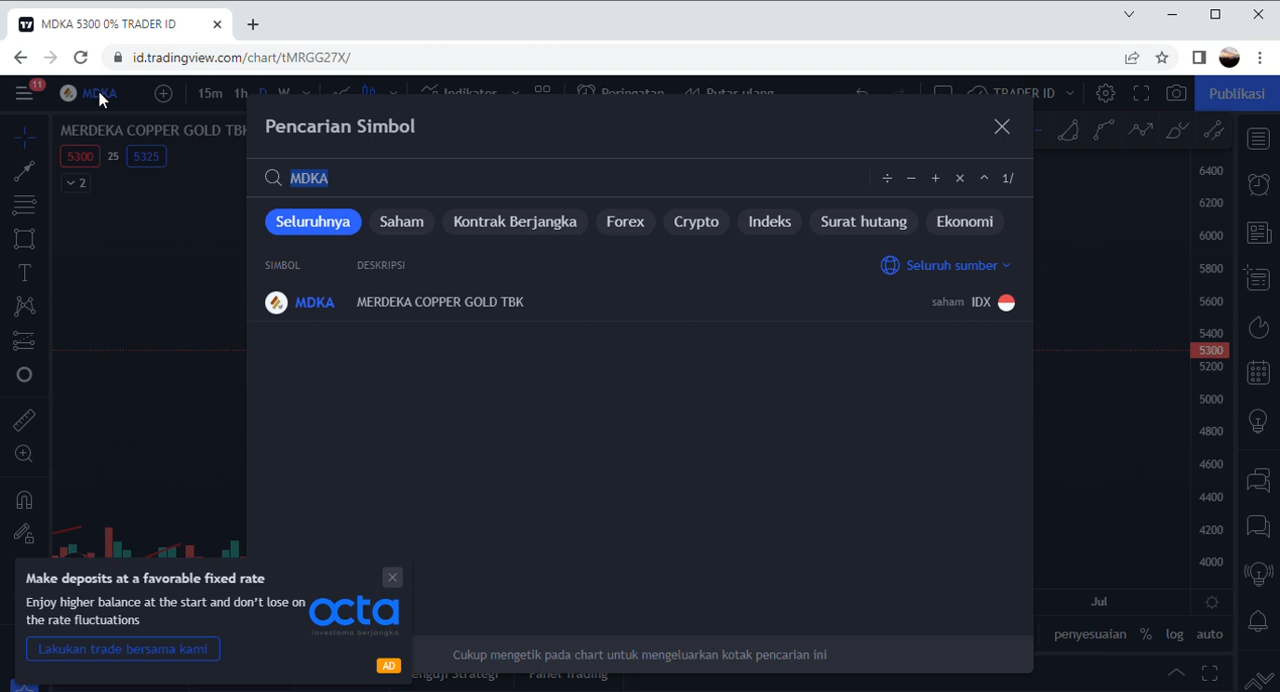 MDKA 5300 0% TRADER ID
id.tradingview.com/chart/tMRGG27X/
11
MDKA
15m 1h D W
Indikator
Peringatan
Putar ulang
TRADER ID
Publikasi
MERDEKA COPPER GOLD TBK
5300 25 5325
2
Pencarian Simbol
MDKA
÷ − + × ^ 1/
Seluruhnya Saham Kontrak Berjangka Forex Crypto Indeks Surat hutang Ekonomi
SIMBOL DESKRIPSI
Seluruh sumber
MDKA MERDEKA COPPER GOLD TBK saham IDX
Cukup mengetik pada chart untuk mengeluarkan kotak pencarian ini
6400
6200
6000
5800
5600
5400
5300
5200
5000
4800
4600
4400
4200
4000
Jul
penyesuaian % log auto
Make deposits at a favorable fixed rate
Enjoy higher balance at the start and don't lose on
the rate fluctuations
octa
investama berjangka
Lakukan trade bersama kami
AD
Strategi
Panel Trading